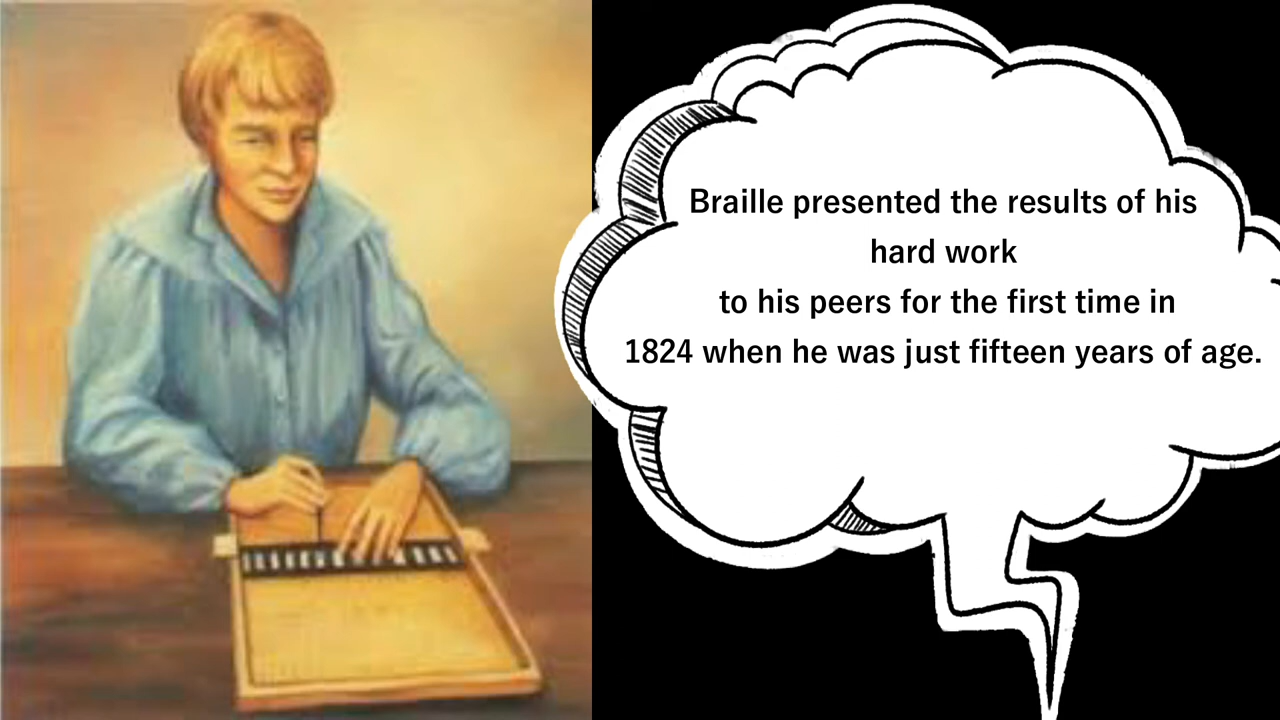 Braille presented the results of his
hard work
to his peers for the first time in
1824 when he was just fifteen years of age.